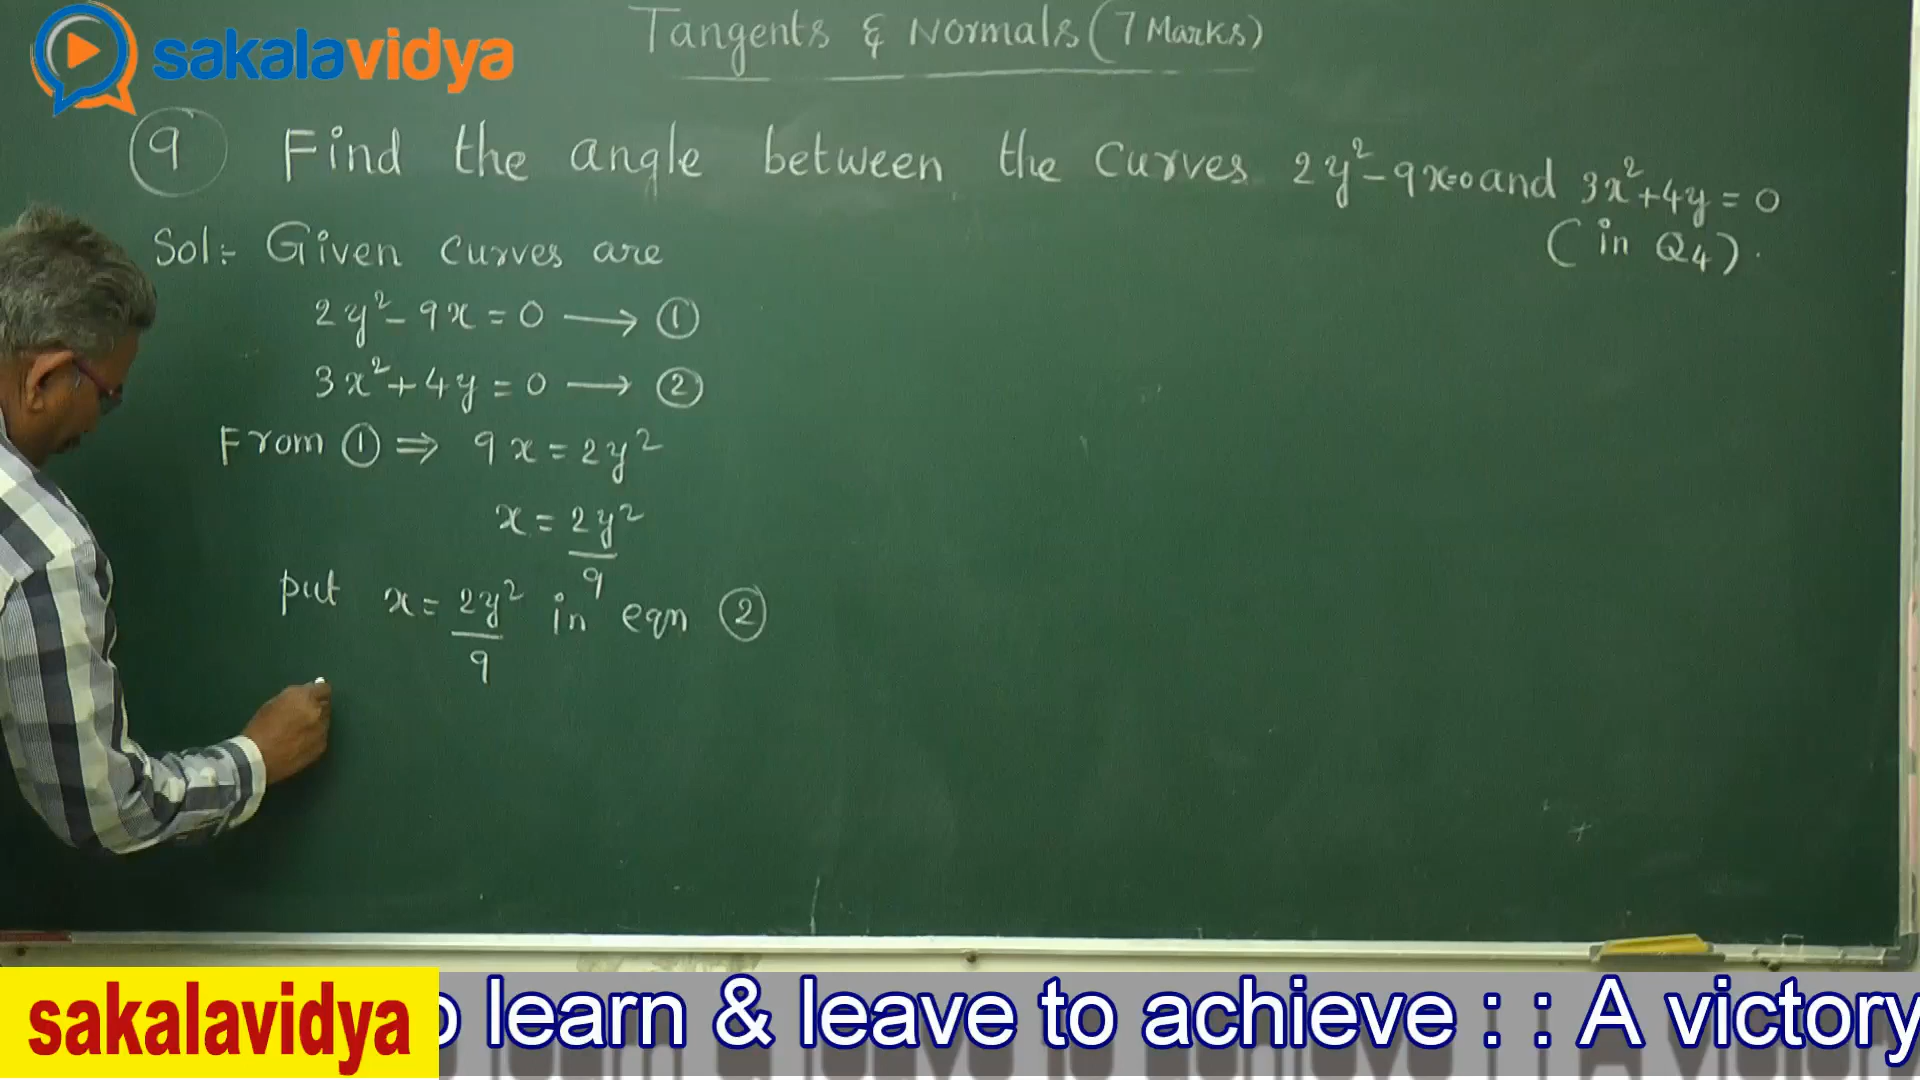 sakalavidya
Tangents & Normals (7 Marks)
9 Find the angle between the curves 2y²-9x=0 and 3x²+4y=0
(in Q4).
Sol:- Given curves are
2y²-9x=0 → ①
3x²+4y=0 → ②
From ① ⇒ 9x=2y²
x=2y²/9
put x=2y²/9 in eqn ②
sakalavidya
o learn & leave to achieve : : A victory